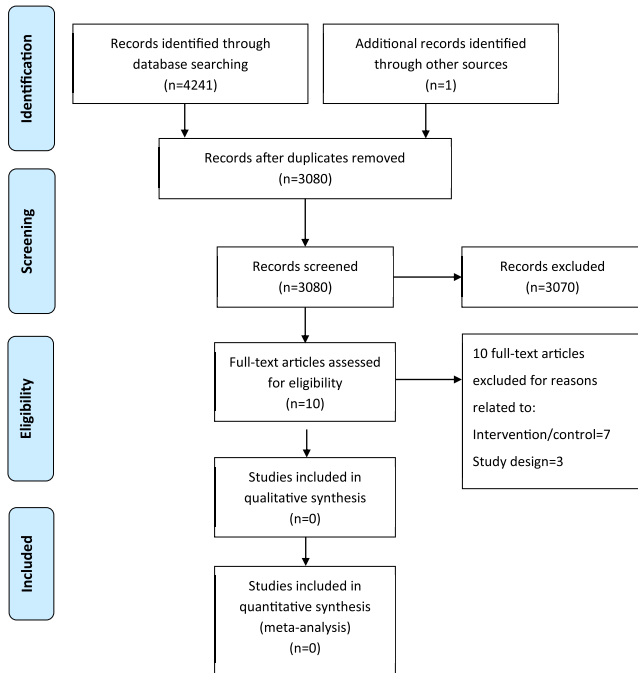 Identification
Records identified through
database searching
(n=4241)
Additional records identified
through other sources
(n=1)
Records after duplicates removed
(n=3080)
Screening
Records screened
(n=3080)
Records excluded
(n=3070)
Eligibility
Full-text articles assessed
for eligibility
(n=10)
10 full-text articles
excluded for reasons
related to:
Intervention/control=7
Study design=3
Studies included in
qualitative synthesis
(n=0)
Included
Studies included in
quantitative synthesis
(meta-analysis)
(n=0)